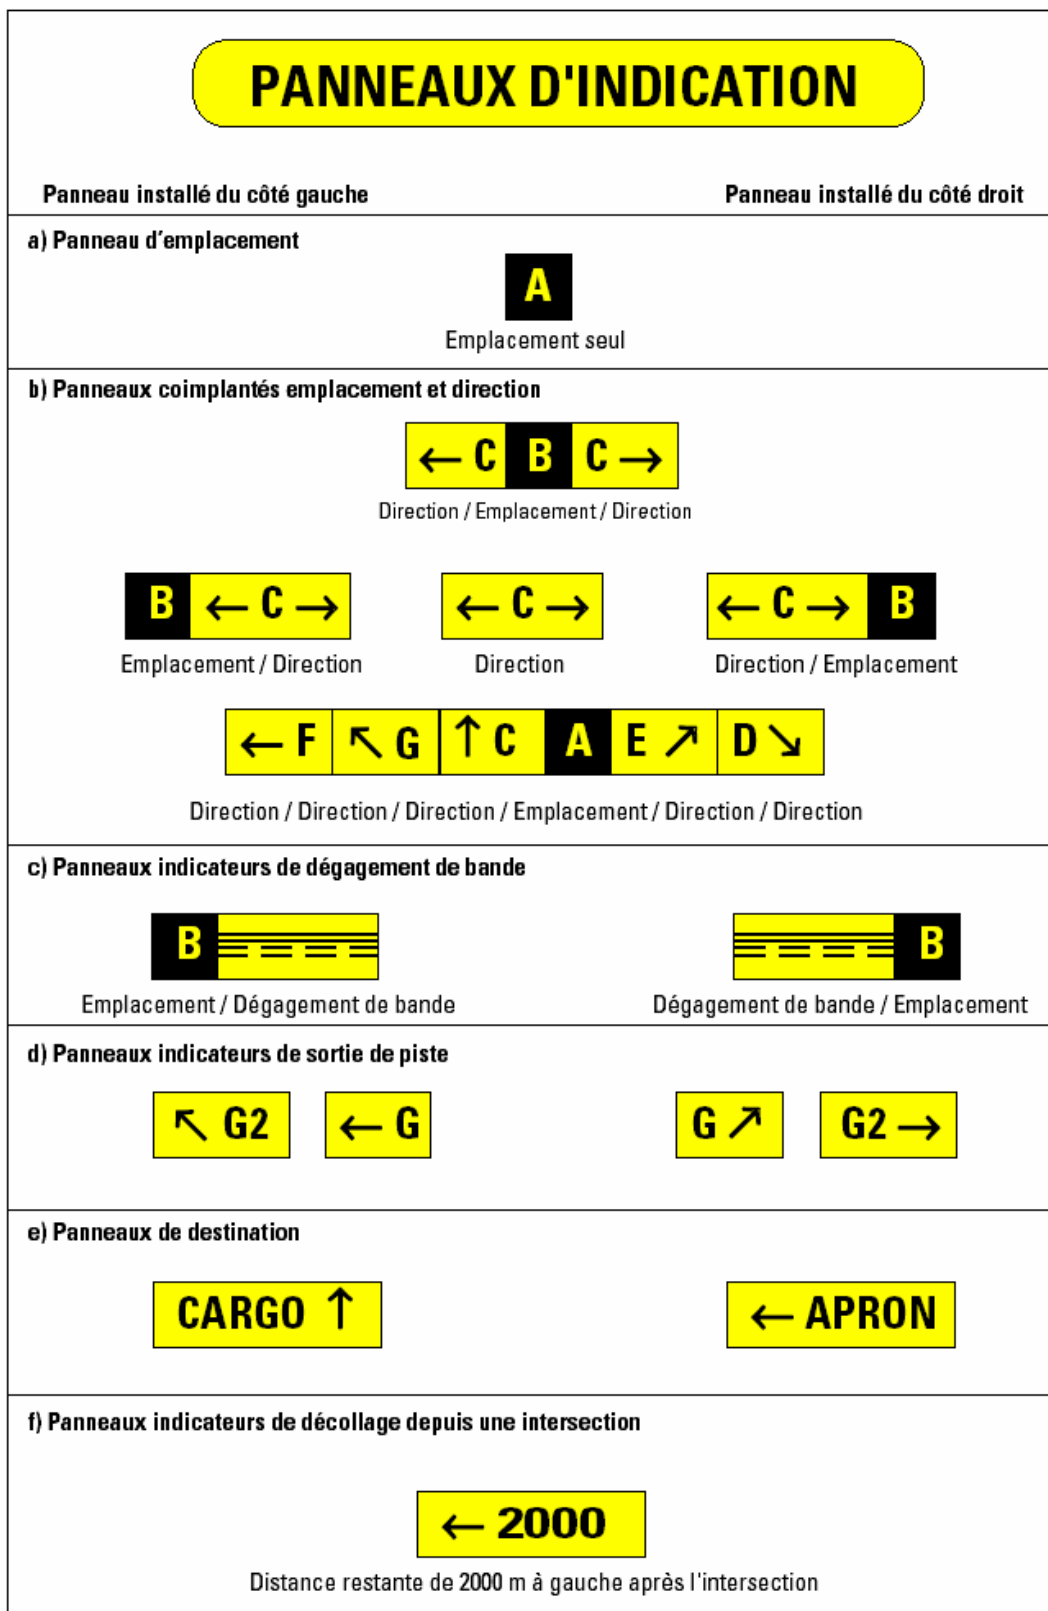 PANNEAUX D'INDICATION
Panneau installé du côté gauche Panneau installé du côté droit
a) Panneau d'emplacement
A
Emplacement seul
b) Panneaux coimplantés emplacement et direction
← C B C →
Direction / Emplacement / Direction
B ← C → ← C → ← C → B
Emplacement / Direction Direction Direction / Emplacement
← F ↖ G ↑ C A E ↗ D ↘
Direction / Direction / Direction / Emplacement / Direction / Direction
c) Panneaux indicateurs de dégagement de bande
B B
Emplacement / Dégagement de bande Dégagement de bande / Emplacement
d) Panneaux indicateurs de sortie de piste
↖ G2 ← G G ↗ G2 →
e) Panneaux de destination
CARGO ↑ ← APRON
f) Panneaux indicateurs de décollage depuis une intersection
← 2000
Distance restante de 2000 m à gauche après l'intersection